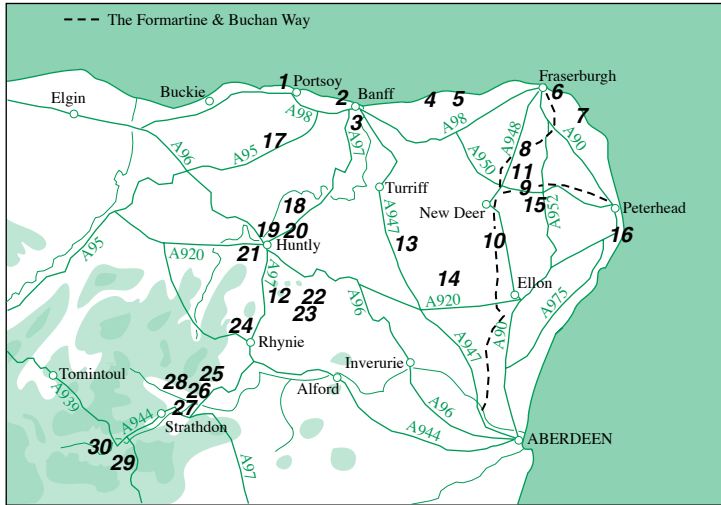 The Formartine & Buchan Way
Fraserburgh
1
Portsoy
2
Banff
4
5
6
Buckie
Elgin
3
7
A98
A98
A948
A90
17
A97
8
A96
A95
A950
11
9
Turriff
18
New Deer
15
A952
Peterhead
19
20
A947
16
Huntly
13
10
A95
A920
21
14
A97
12
22
A96
A920
Ellon
A975
23
A90
24
Rhynie
A947
Inverurie
Tomintoul
28
25
26
Alford
A939
27
A96
A944
Strathdon
A944
30
ABERDEEN
29
A97